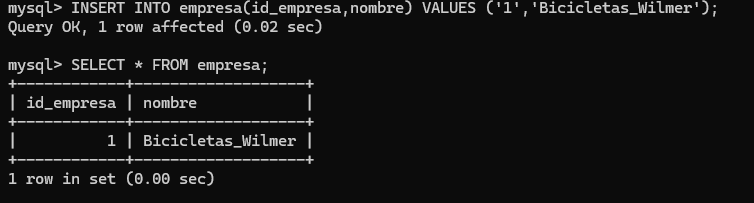 mysql> INSERT INTO empresa(id_empresa,nombre) VALUES ('1','Bicicletas_Wilmer');
Query OK, 1 row affected (0.02 sec)
mysql> SELECT * FROM empresa;
+------------+-------------------+
| id_empresa | nombre            |
+------------+-------------------+
|          1 | Bicicletas_Wilmer |
+------------+-------------------+
1 row in set (0.00 sec)